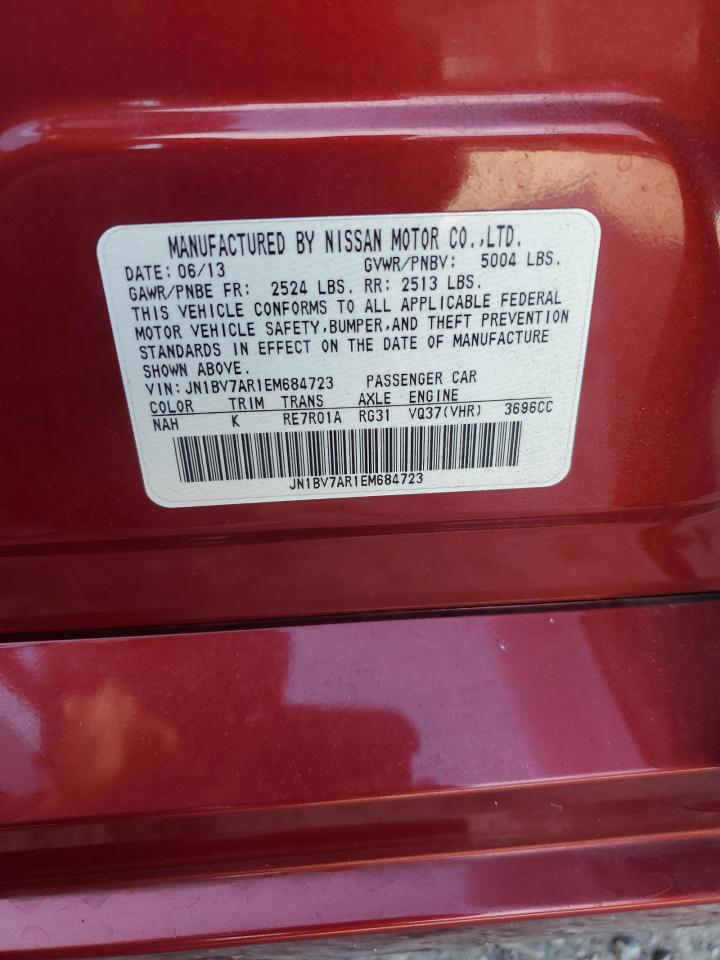 MANUFACTURED BY NISSAN MOTOR CO.,LTD.
DATE: 06/13 GVWR/PNBV: 5004 LBS.
GAWR/PNBE FR: 2524 LBS. RR: 2513 LBS.
THIS VEHICLE CONFORMS TO ALL APPLICABLE FEDERAL
MOTOR VEHICLE SAFETY,BUMPER,AND THEFT PREVENTION
STANDARDS IN EFFECT ON THE DATE OF MANUFACTURE
SHOWN ABOVE.
VIN:JN1BV7AR1EM684723 PASSENGER CAR
COLOR TRIM TRANS AXLE ENGINE
NAH K RE7R01A RG31 VQ37(VHR) 3696CC
JN1BV7AR1EM684723